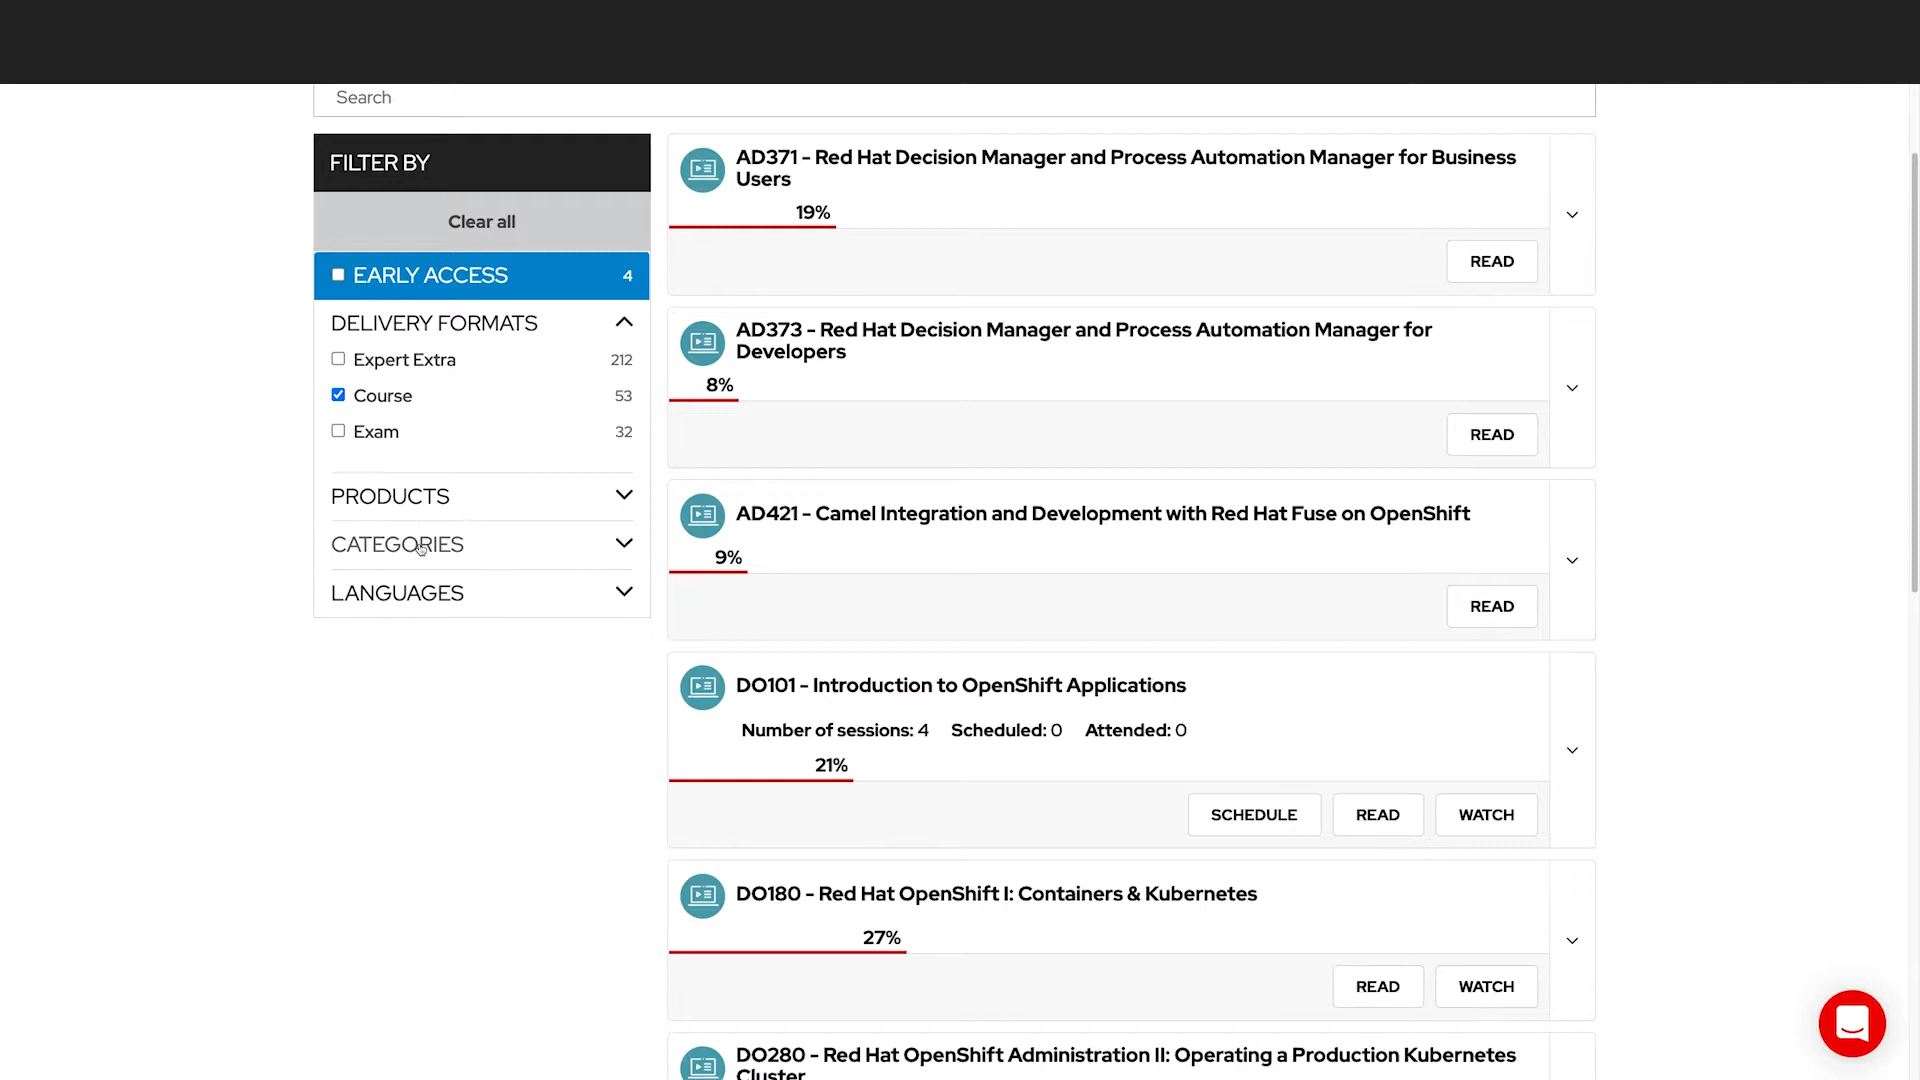 Search
FILTER BY
Clear all
EARLY ACCESS 4
DELIVERY FORMATS
Expert Extra 212
Course 53
Exam 32
PRODUCTS
CATEGORIES
LANGUAGES
AD371 - Red Hat Decision Manager and Process Automation Manager for Business
Users
19%
READ
AD373 - Red Hat Decision Manager and Process Automation Manager for
Developers
8%
READ
AD421 - Camel Integration and Development with Red Hat Fuse on OpenShift
9%
READ
DO101 - Introduction to OpenShift Applications
Number of sessions: 4 Scheduled: 0 Attended: 0
21%
SCHEDULE READ WATCH
DO180 - Red Hat OpenShift I: Containers & Kubernetes
27%
READ WATCH
DO280 - Red Hat OpenShift Administration II: Operating a Production Kubernetes
Cluster